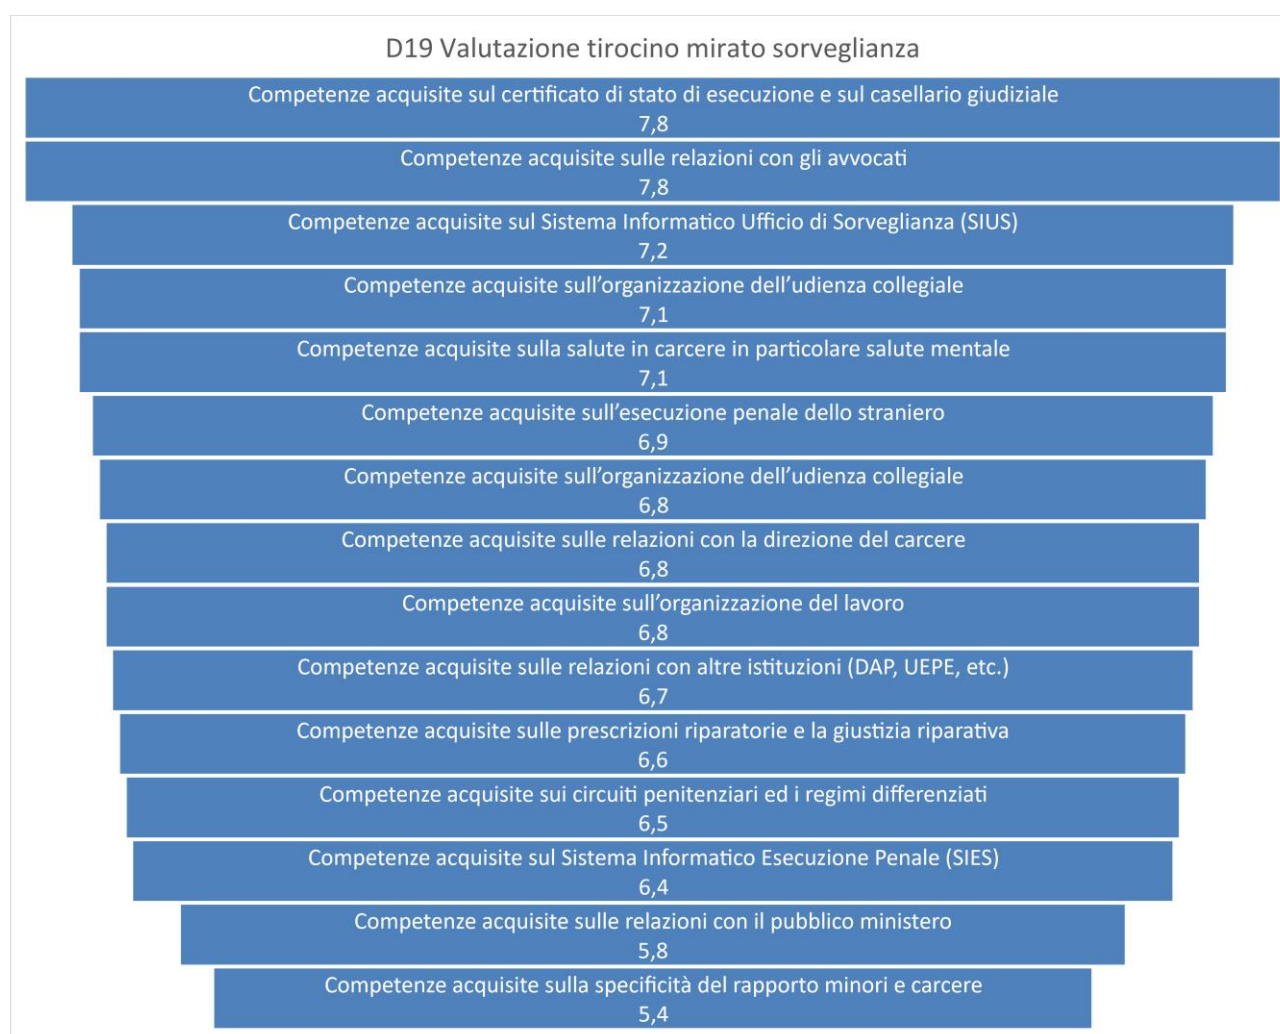 D19 Valutazione tirocino mirato sorveglianza
Competenze acquisite sul certificato di stato di esecuzione e sul casellario giudiziale
7,8
Competenze acquisite sulle relazioni con gli avvocati
7,8
Competenze acquisite sul Sistema Informatico Ufficio di Sorveglianza (SIUS)
7,2
Competenze acquisite sull’organizzazione dell’udienza collegiale
7,1
Competenze acquisite sulla salute in carcere in particolare salute mentale
7,1
Competenze acquisite sull’esecuzione penale dello straniero
6,9
Competenze acquisite sull’organizzazione dell’udienza collegiale
6,8
Competenze acquisite sulle relazioni con la direzione del carcere
6,8
Competenze acquisite sull’organizzazione del lavoro
6,8
Competenze acquisite sulle relazioni con altre istituzioni (DAP, UEPE, etc.)
6,7
Competenze acquisite sulle prescrizioni riparatorie e la giustizia riparativa
6,6
Competenze acquisite sui circuiti penitenziari ed i regimi differenziati
6,5
Competenze acquisite sul Sistema Informatico Esecuzione Penale (SIES)
6,4
Competenze acquisite sulle relazioni con il pubblico ministero
5,8
Competenze acquisite sulla specificità del rapporto minori e carcere
5,4